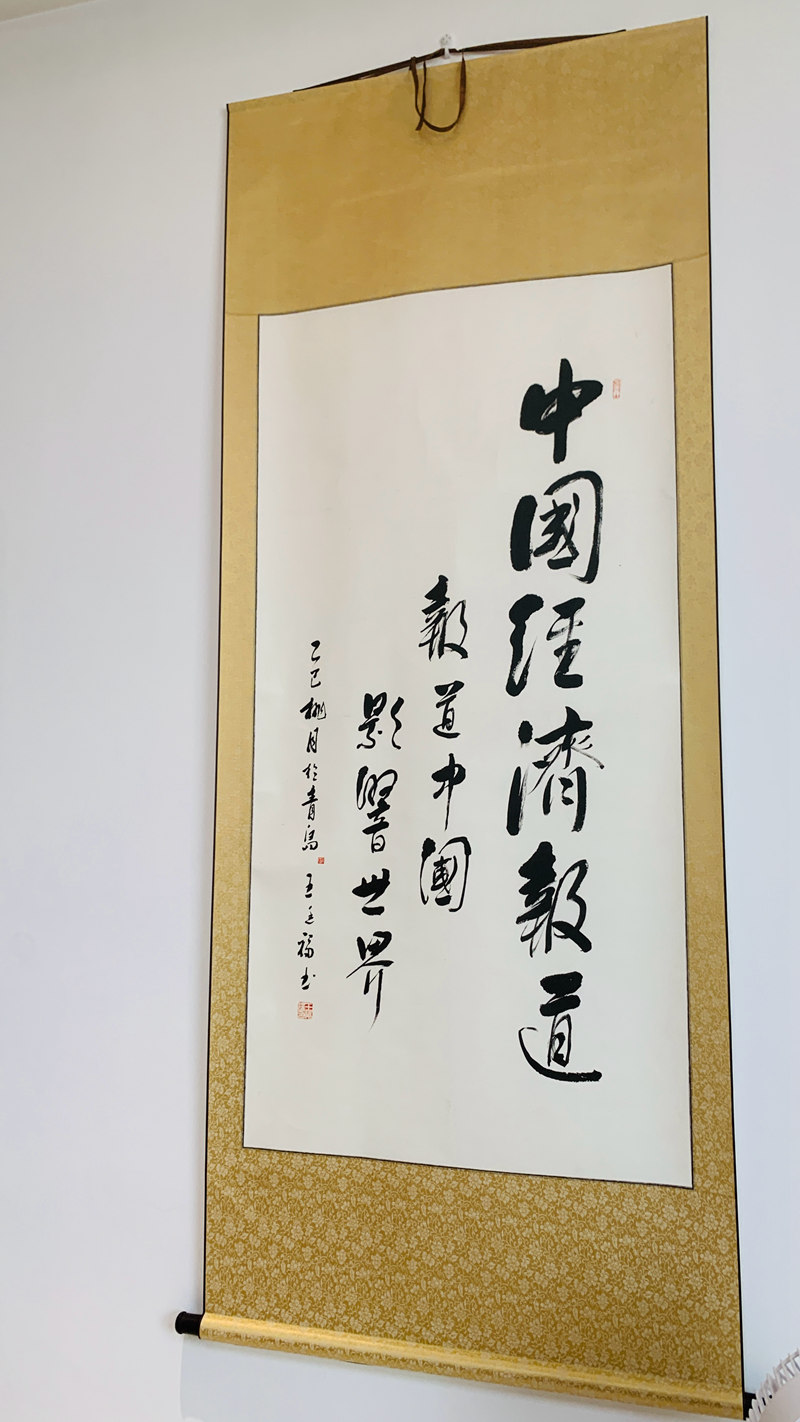 中國經濟報道
報道中國
影響世界
乙巳桃月於青島
王廷福書